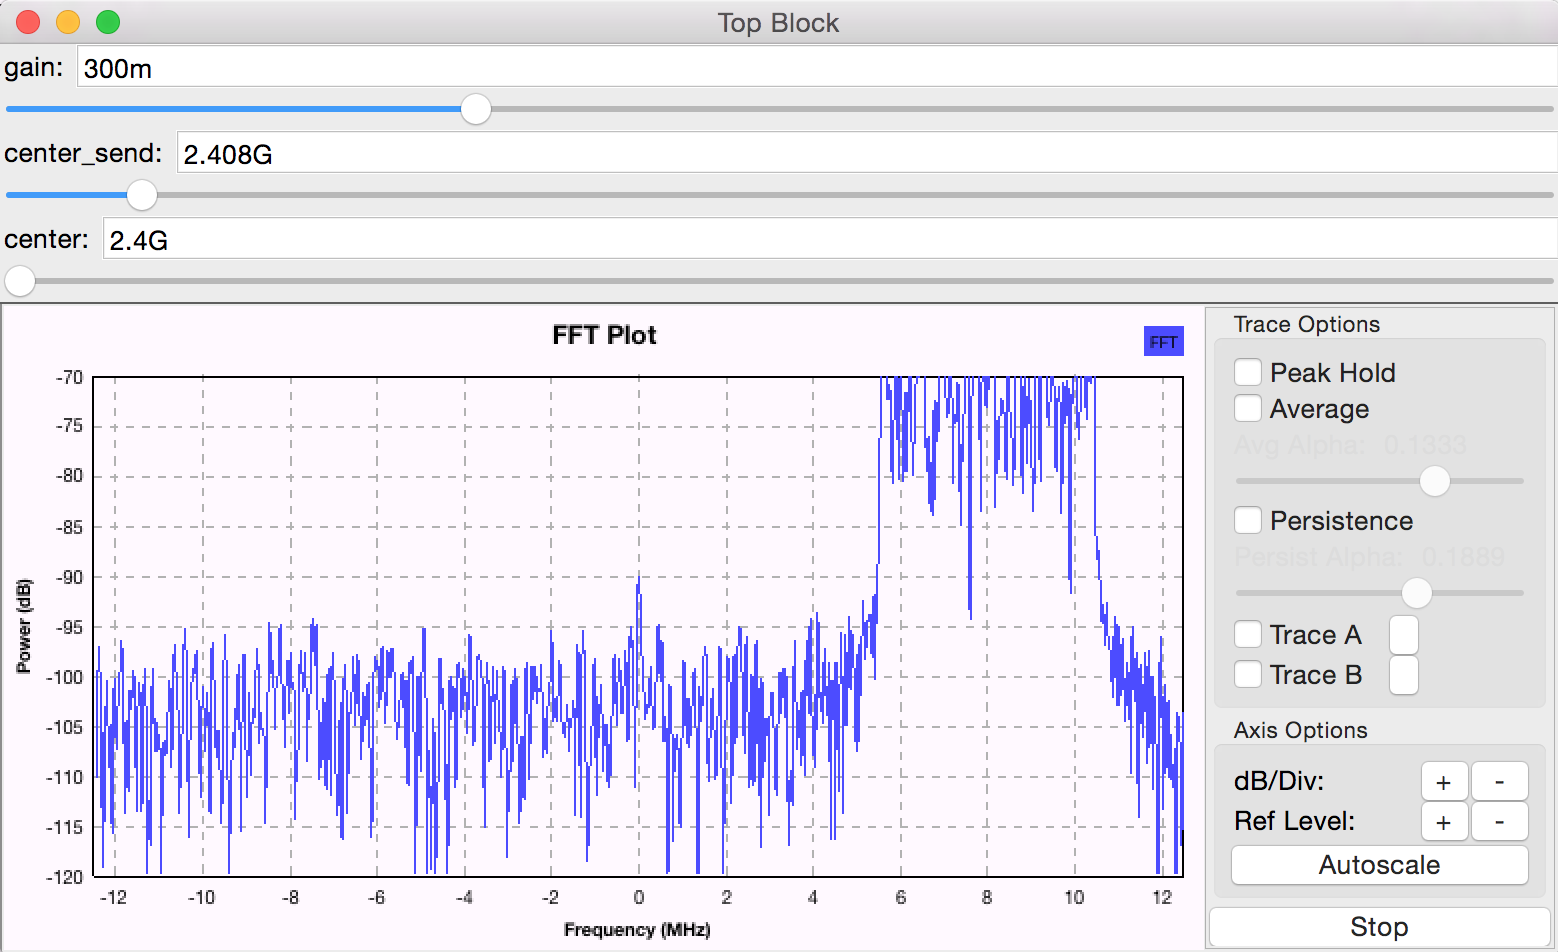 Top Block
gain: 300m
center_send: 2.408G
center: 2.4G
FFT Plot
FFT
-70
-75
-80
-85
-90
-95
-100
-105
-110
-115
-120
Power (dB)
-12 -10 -8 -6 -4 -2 0 2 4 6 8 10 12
Frequency (MHz)
Trace Options
Peak Hold
Average
Avg Alpha: 0.1333
Persistence
Persist Alpha: 0.1889
Trace A
Trace B
Axis Options
dB/Div: + -
Ref Level: + -
Autoscale
Stop